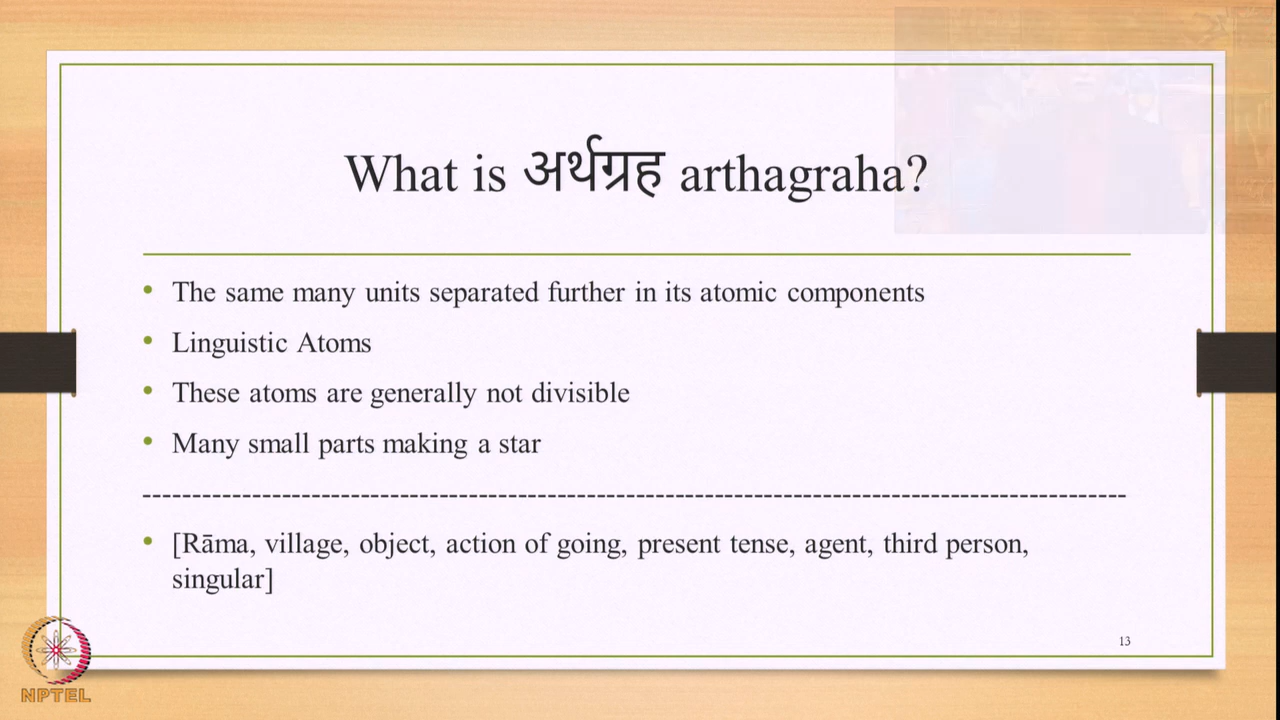 What is अर्थग्रह arthagraha?
• The same many units separated further in its atomic components
• Linguistic Atoms
• These atoms are generally not divisible
• Many small parts making a star
--------------------------------------------------------------------------------------------------
• [Rāma, village, object, action of going, present tense, agent, third person,
singular]
13
NPTEL